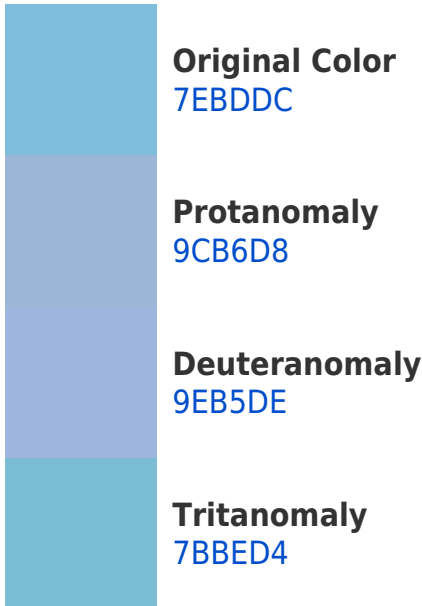 Original Color
7EBDDC
Protanomaly
9CB6D8
Deuteranomaly
9EB5DE
Tritanomaly
7BBED4